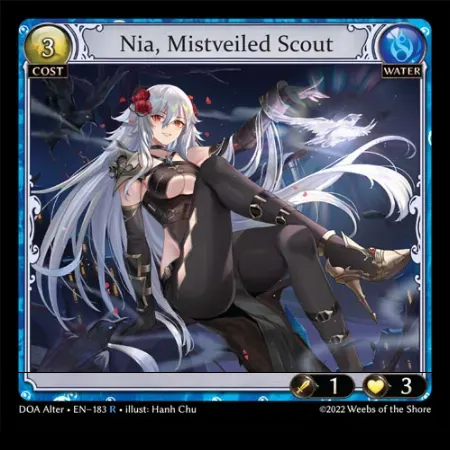 3
Nia, Mistveiled Scout
COST
WATER
1
3
DOA Alter • EN-183 R • illust: Hanh Chu
©2022 Weebs of the Shore